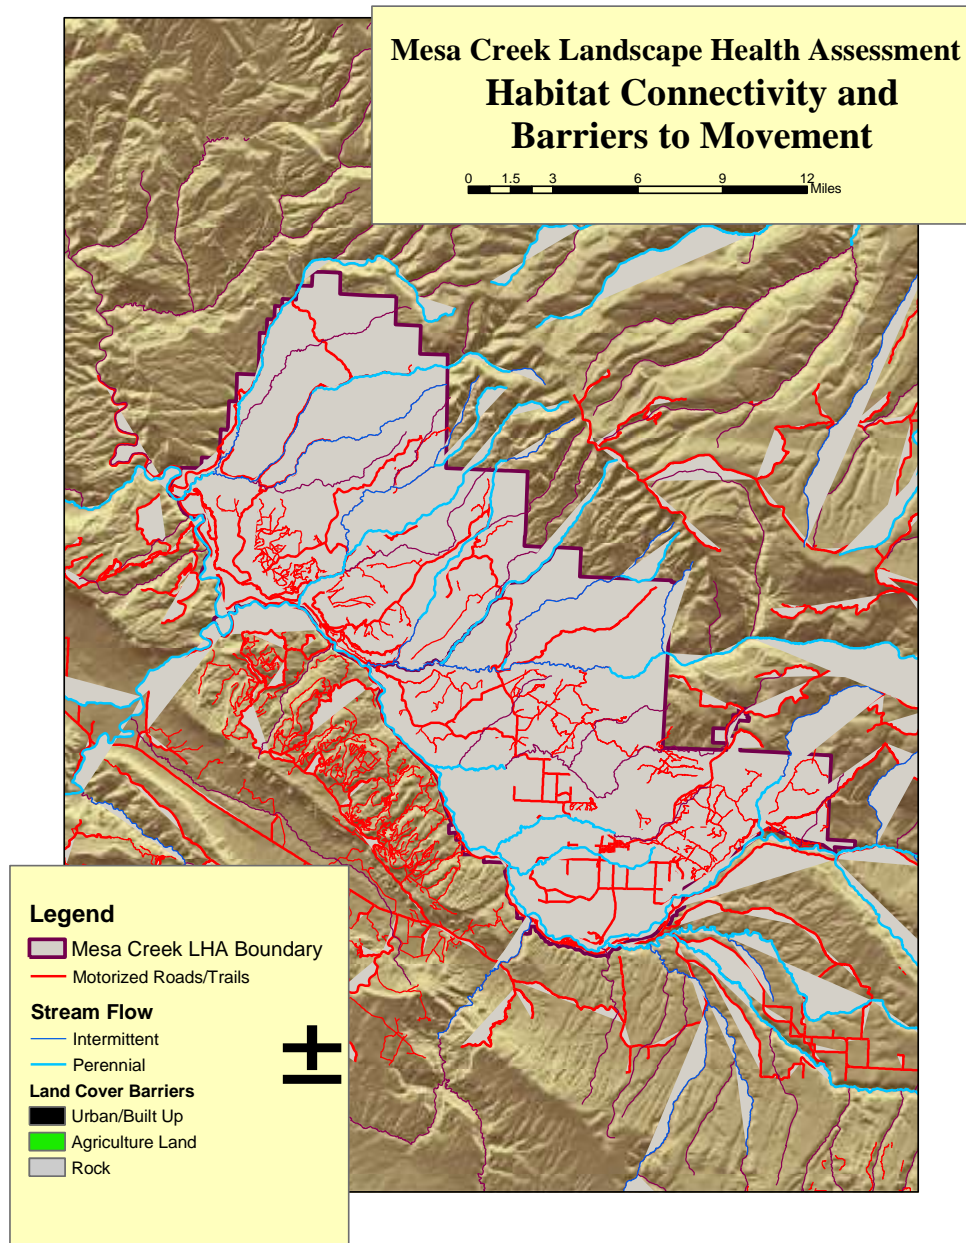 Mesa Creek Landscape Health Assessment
Habitat Connectivity and
Barriers to Movement
0 1.5 3 6 9 12
Miles
Legend
Mesa Creek LHA Boundary
Motorized Roads/Trails
Stream Flow
Intermittent
Perennial
Land Cover Barriers
Urban/Built Up
Agriculture Land
Rock